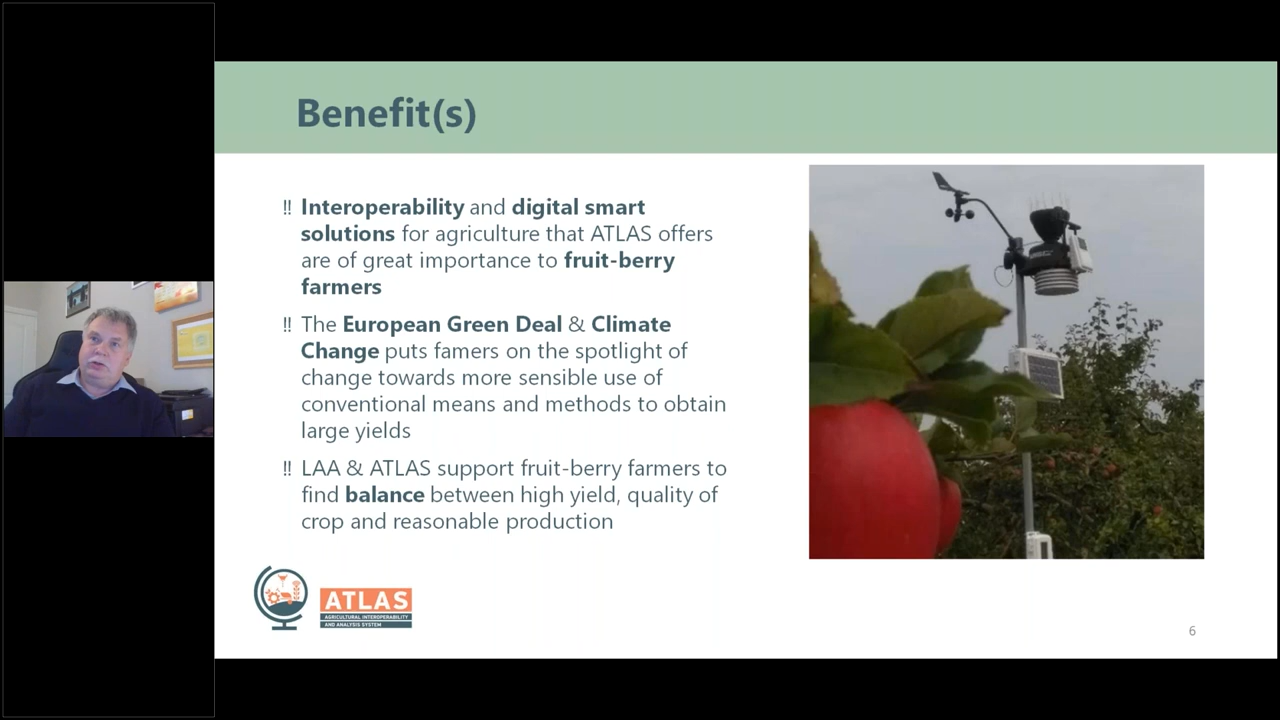 Benefit(s)
‼ Interoperability and digital smart
solutions for agriculture that ATLAS offers
are of great importance to fruit-berry
farmers
‼ The European Green Deal & Climate
Change puts famers on the spotlight of
change towards more sensible use of
conventional means and methods to obtain
large yields
‼ LAA & ATLAS support fruit-berry farmers to
find balance between high yield, quality of
crop and reasonable production
ATLAS
AGRICULTURAL INTEROPERABILITY
AND ANALYSIS SYSTEM
6